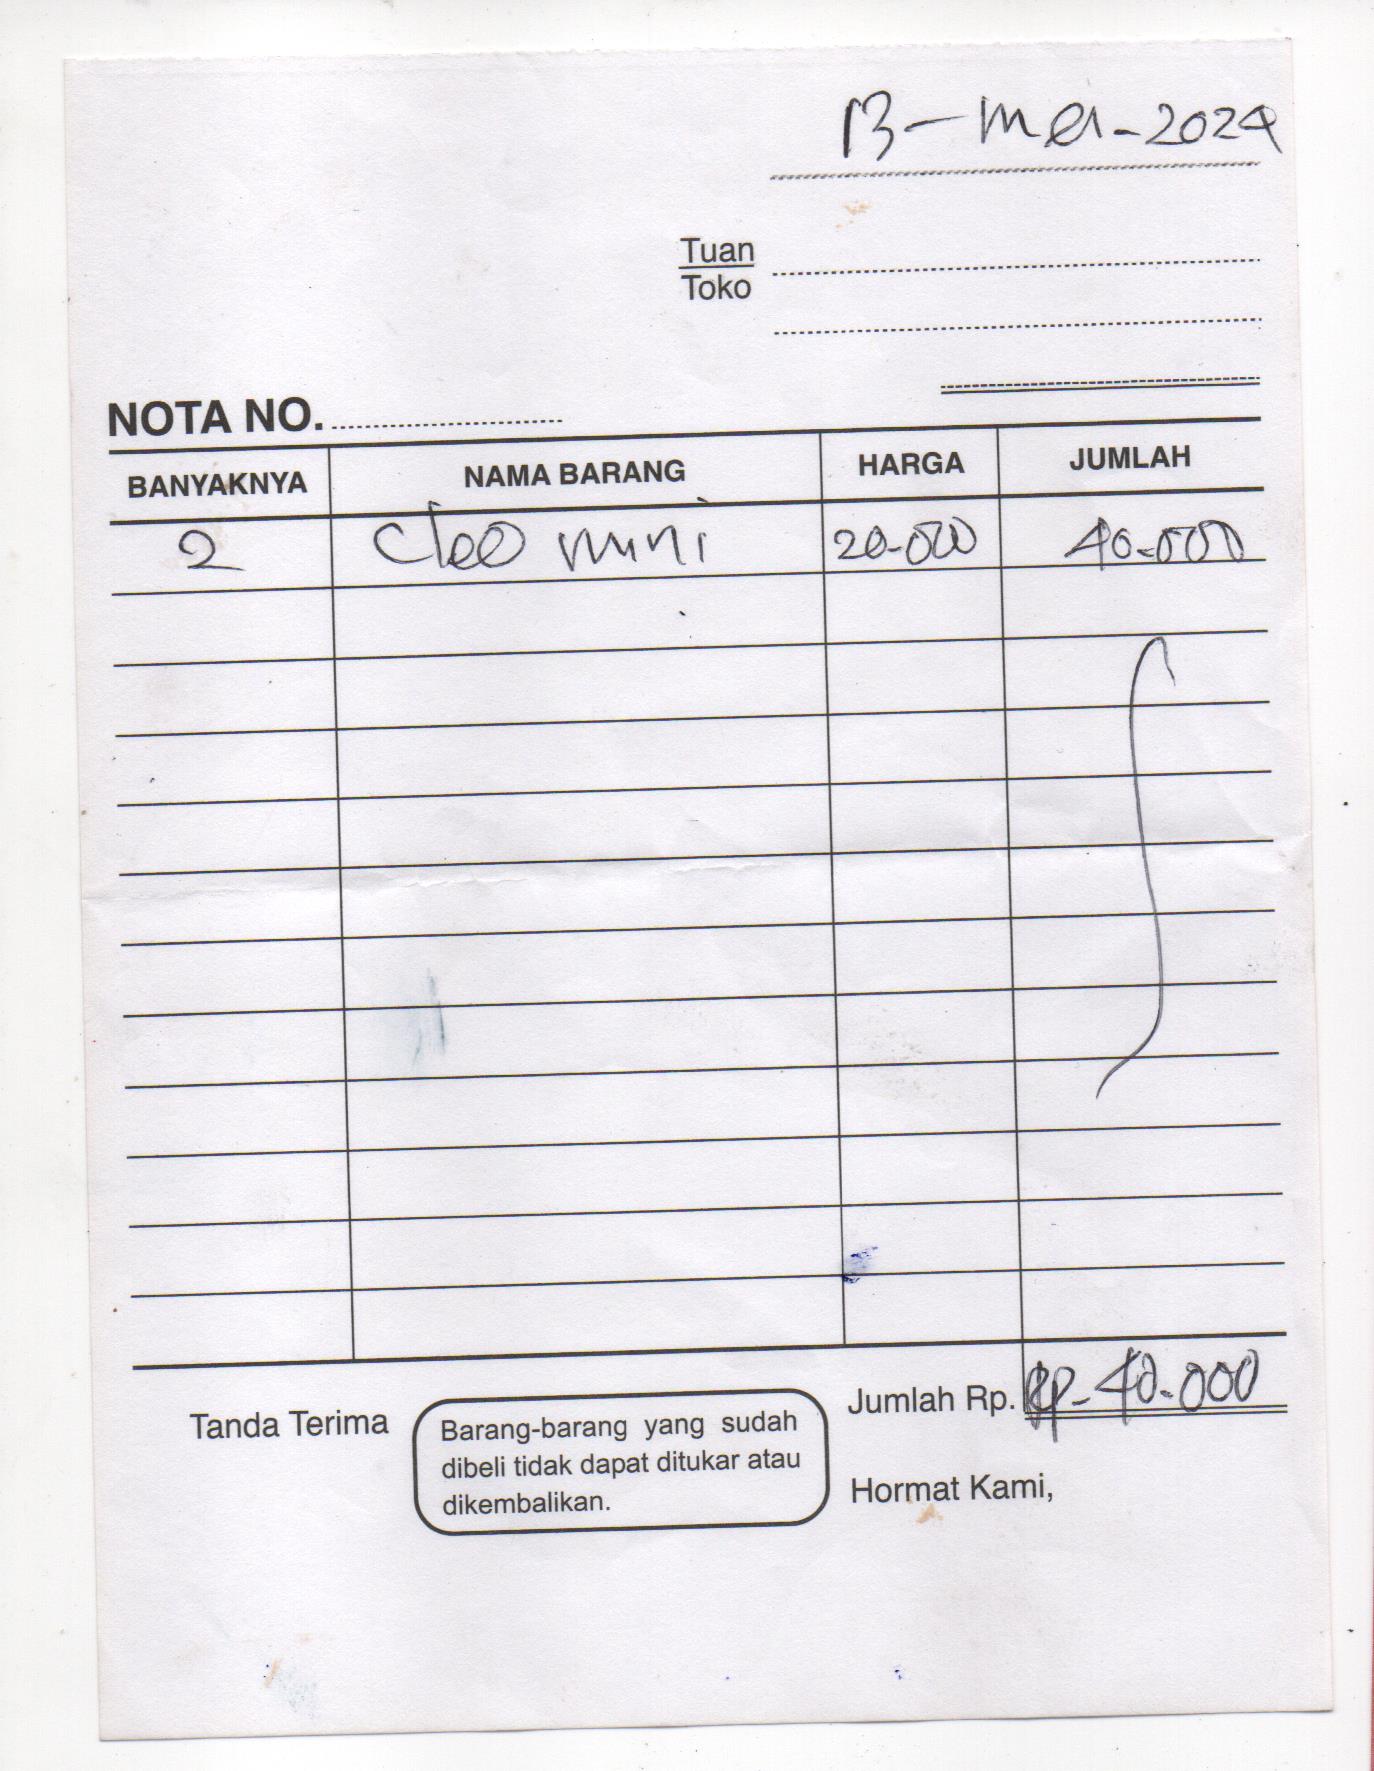 13-Mei-2024
Tuan
Toko
NOTA NO.
BANYAKNYA NAMA BARANG HARGA JUMLAH
2 Cleo mini 20.000 40.000
Tanda Terima
Barang-barang yang sudah
dibeli tidak dapat ditukar atau
dikembalikan.
Jumlah Rp. Rp-40.000
Hormat Kami,